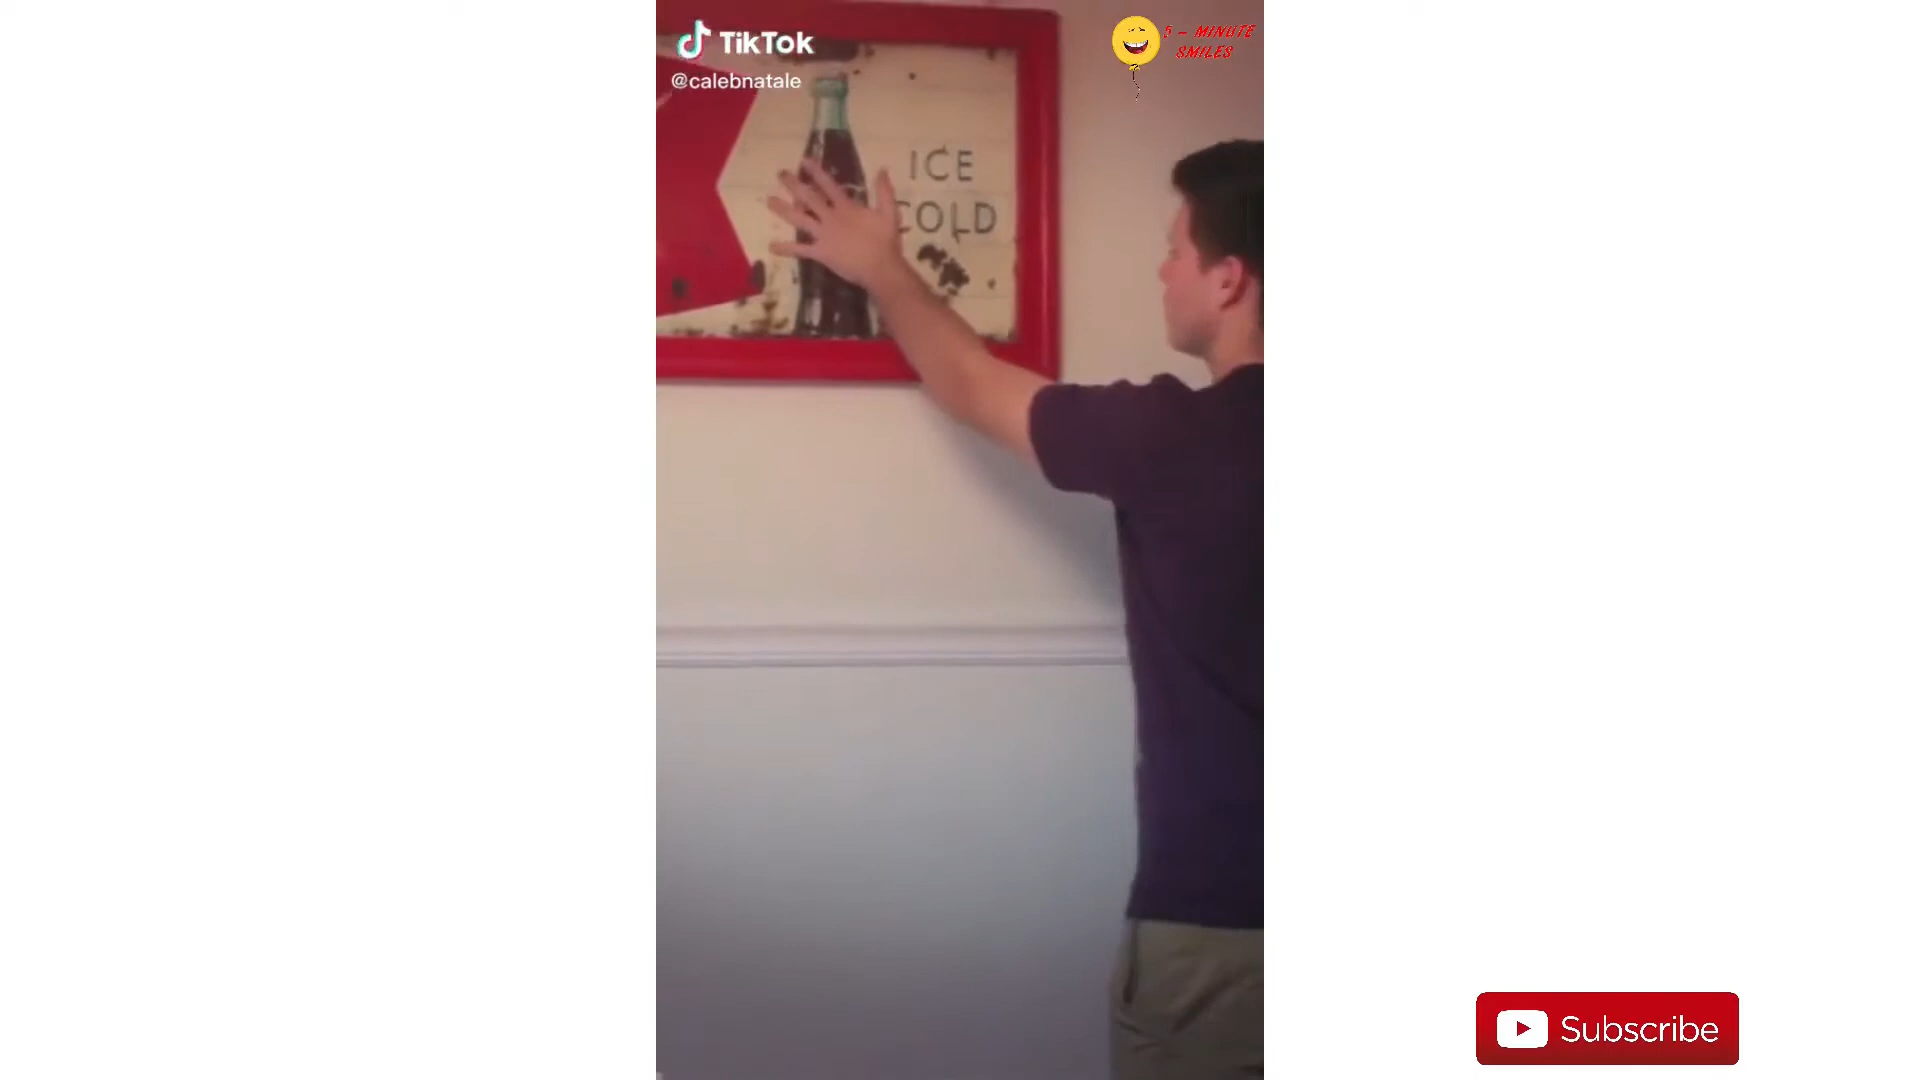 TikTok
@calebnatale
5 - MINUTE
SMILES
ICE
COLD
Subscribe